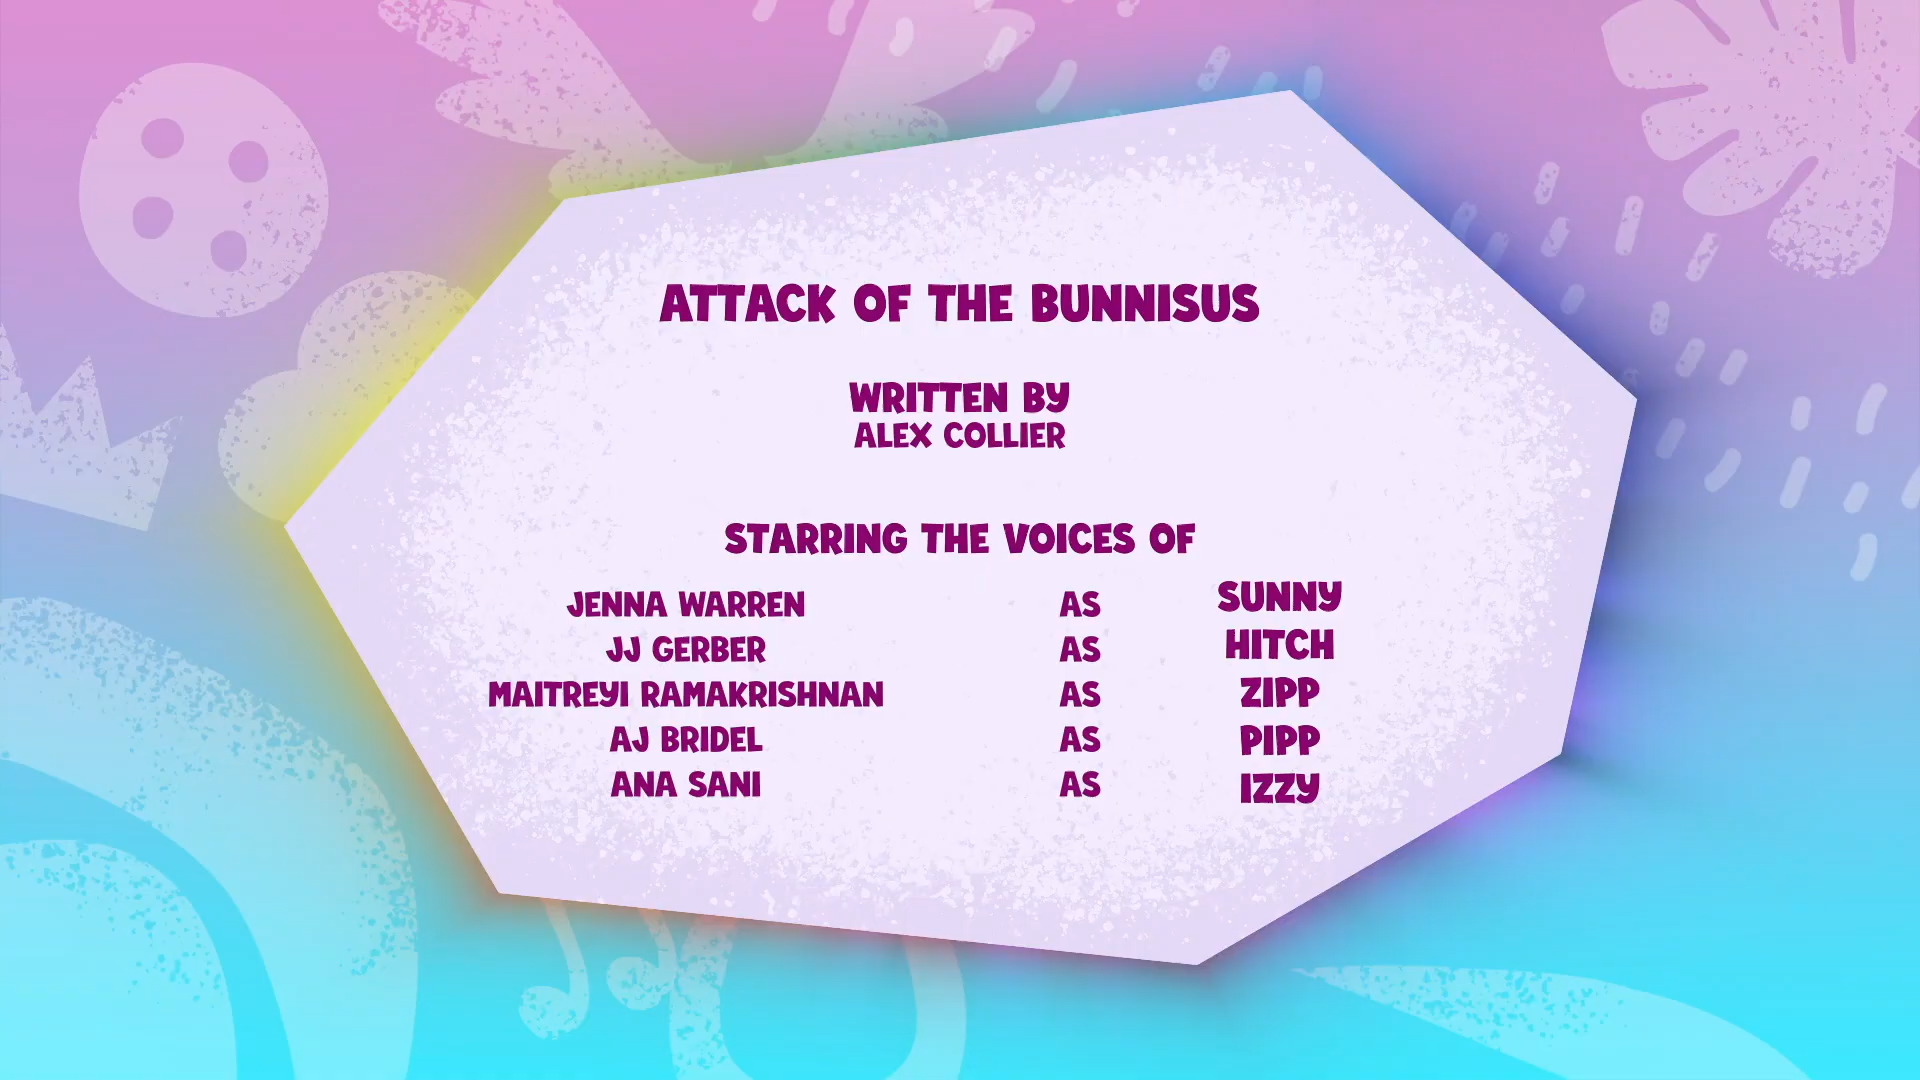 ATTACK OF THE BUNNISUS
WRITTEN BY
ALEX COLLIER
STARRING THE VOICES OF
JENNA WARREN AS SUNNY
JJ GERBER AS HITCH
MAITREYI RAMAKRISHNAN AS ZIPP
AJ BRIDEL AS PIPP
ANA SANI AS IZZY